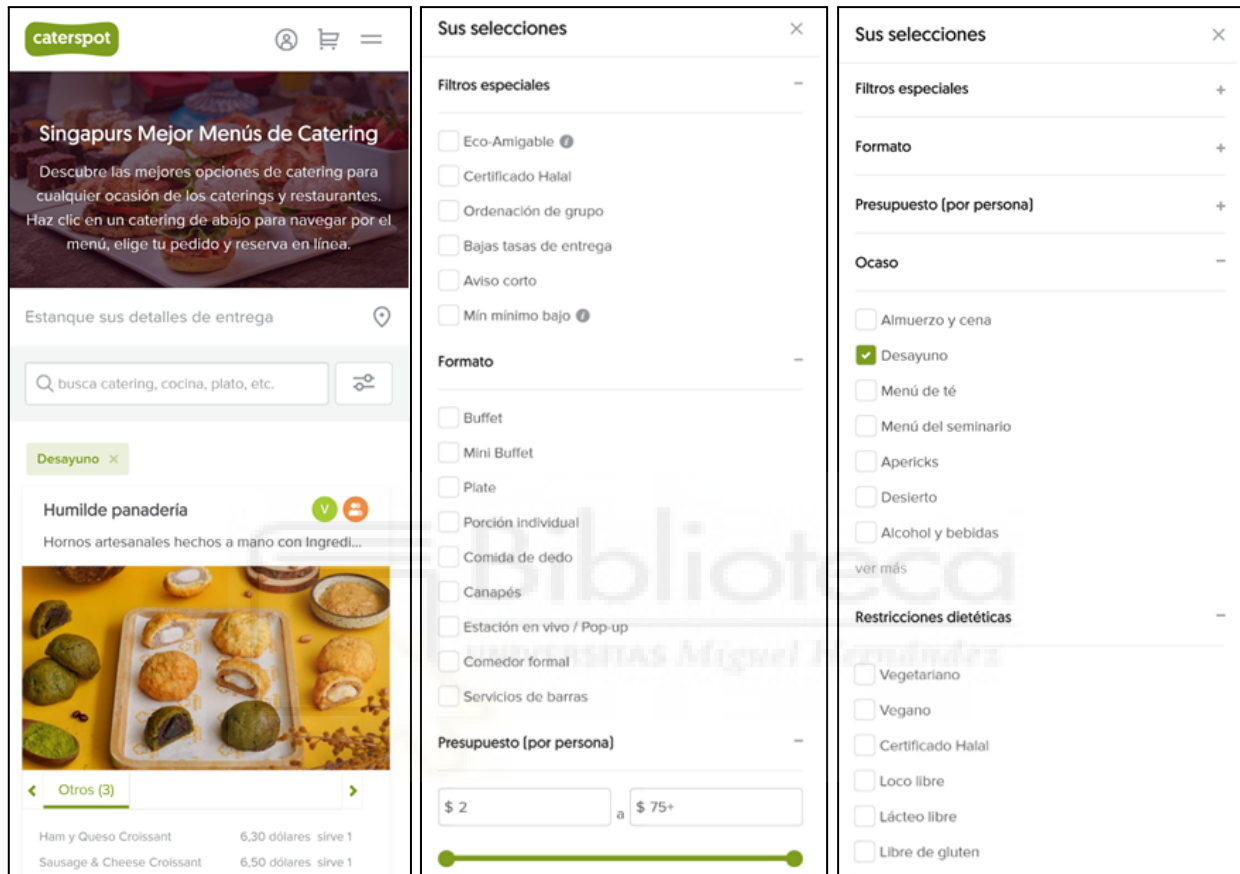 caterspot
Singapurs Mejor Menús de Catering
Descubre las mejores opciones de catering para
cualquier ocasión de los caterings y restaurantes.
Haz clic en un catering de abajo para navegar por el
menú, elige tu pedido y reserva en línea.
Estanque sus detalles de entrega
busca catering, cocina, plato, etc.
Desayuno ×
Humilde panadería
V
Hornos artesanales hechos a mano con Ingredi...
Otros (3)
Ham y Queso Croissant 6,30 dólares sirve 1
Sausage & Cheese Croissant 6,50 dólares sirve 1
Sus selecciones
Filtros especiales
Eco-Amigable
Certificado Halal
Ordenación de grupo
Bajas tasas de entrega
Aviso corto
Mín mínimo bajo
Formato
Buffet
Mini Buffet
Plate
Porción individual
Comida de dedo
Canapés
Estación en vivo / Pop-up
Comedor formal
Servicios de barras
Presupuesto (por persona)
$ 2 a $ 75+
Sus selecciones
Filtros especiales
Formato
Presupuesto (por persona)
Ocaso
Almuerzo y cena
Desayuno
Menú de té
Menú del seminario
Apericks
Desierto
Alcohol y bebidas
ver más
Restricciones dietéticas
Vegetariano
Vegano
Certificado Halal
Loco libre
Lácteo libre
Libre de gluten
Biblioteca
UNIVERSITAS Miguel Hernández